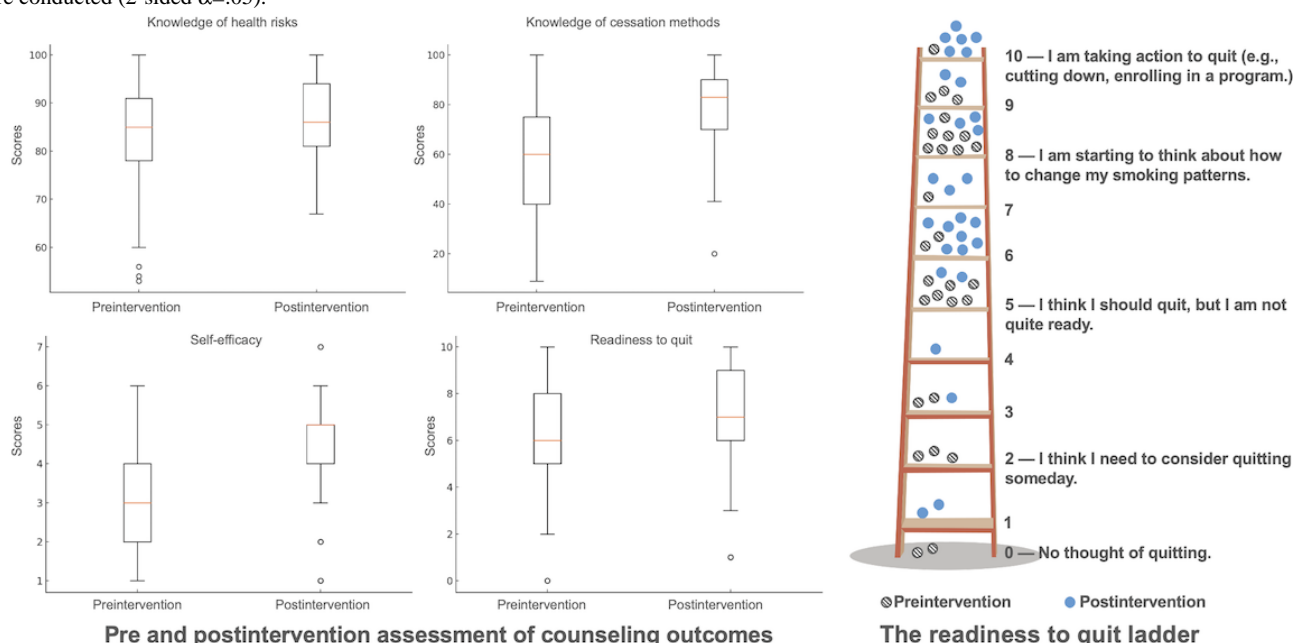 re conducted (2-sided α=.05).
Knowledge of health risks
Scores
100
90
80
70
60
Preintervention
Postintervention
Knowledge of cessation methods
Scores
100
80
60
40
20
Preintervention
Postintervention
Self-efficacy
Scores
7
6
5
4
3
2
1
Preintervention
Postintervention
Readiness to quit
Scores
10
8
6
4
2
0
Preintervention
Postintervention
Pre and postintervention assessment of counseling outcomes
10 — I am taking action to quit (e.g.,
cutting down, enrolling in a program.)
9
8 — I am starting to think about how
to change my smoking patterns.
7
6
5 — I think I should quit, but I am not
quite ready.
4
3
2 — I think I need to consider quitting
someday.
1
0 — No thought of quitting.
Preintervention
Postintervention
The readiness to quit ladder